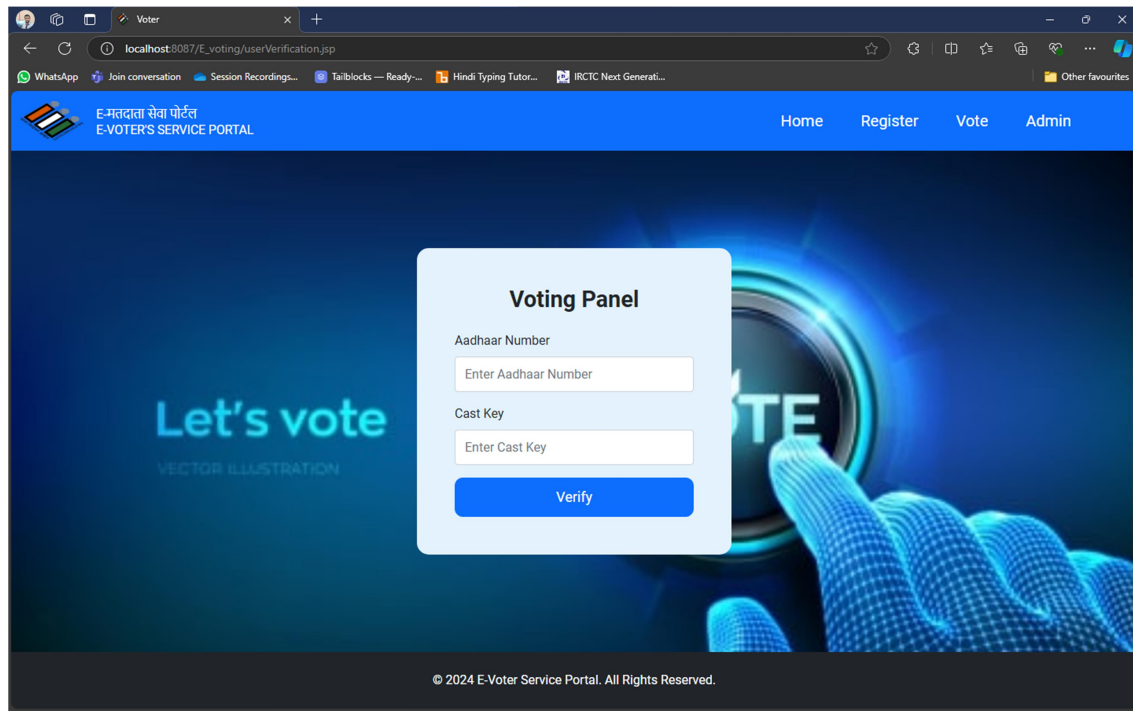 Voter
localhost:8087/E_voting/userVerification.jsp
WhatsApp Join conversation Session Recordings... Tailblocks — Ready-... Hindi Typing Tutor... IRCTC Next Generati... Other favourites
E-मतदाता सेवा पोर्टल
E-VOTER'S SERVICE PORTAL
Home Register Vote Admin
Voting Panel
Aadhaar Number
Enter Aadhaar Number
Cast Key
Enter Cast Key
Verify
Let's vote
VECTOR ILLUSTRATION
TE
© 2024 E-Voter Service Portal. All Rights Reserved.